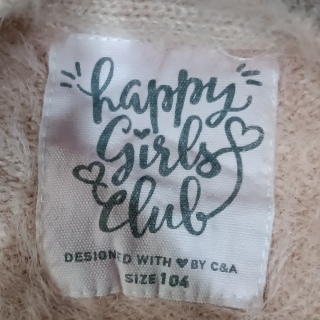 happy
Girls
Club
DESIGNED WITH ♥ BY C&A
SIZE 104